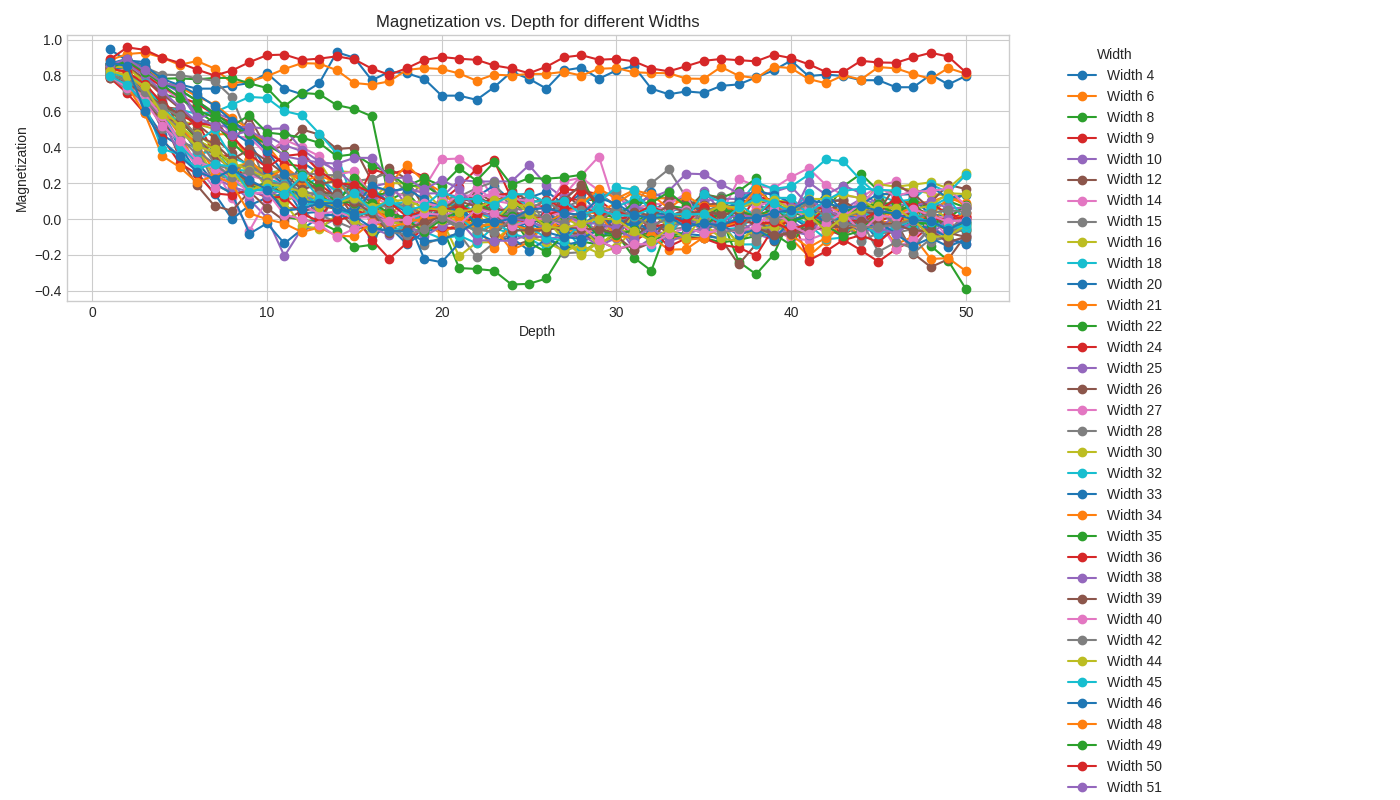 Magnetization vs. Depth for different Widths
Magnetization
1.0
0.8
0.6
0.4
0.2
0.0
−0.2
−0.4
0
10
20
30
40
50
Depth
Width
Width 4
Width 6
Width 8
Width 9
Width 10
Width 12
Width 14
Width 15
Width 16
Width 18
Width 20
Width 21
Width 22
Width 24
Width 25
Width 26
Width 27
Width 28
Width 30
Width 32
Width 33
Width 34
Width 35
Width 36
Width 38
Width 39
Width 40
Width 42
Width 44
Width 45
Width 46
Width 48
Width 49
Width 50
Width 51